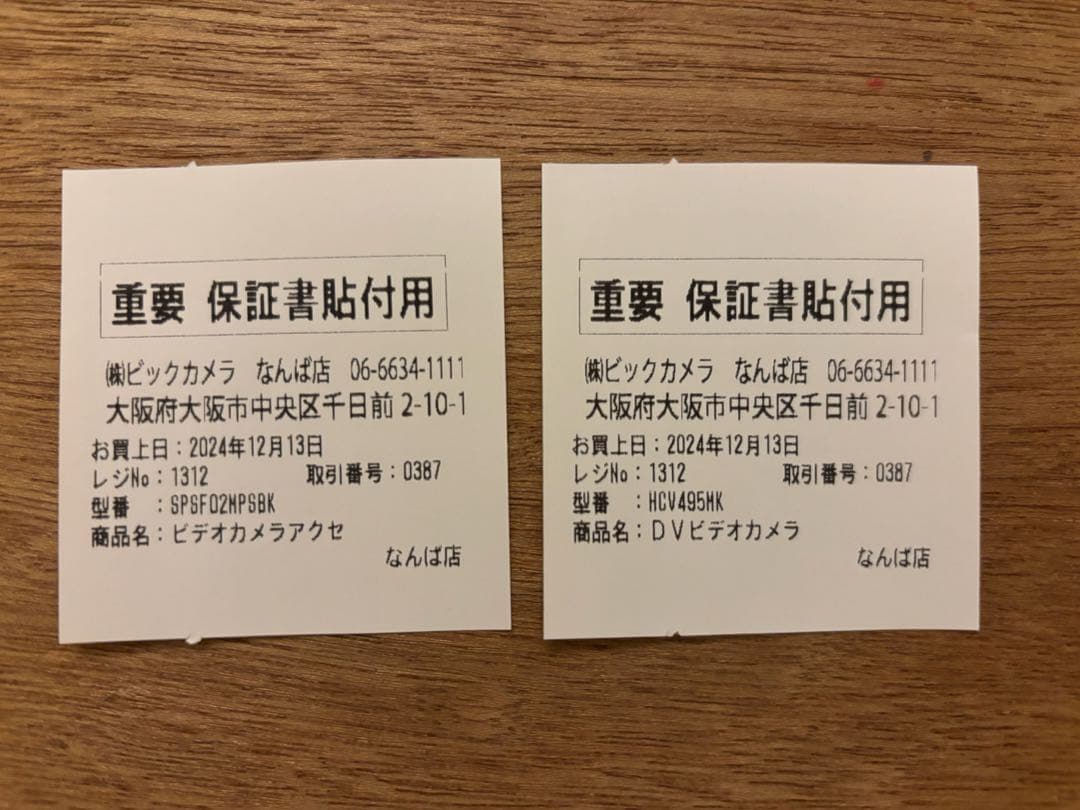 重要 保証書貼付用
㈱ビックカメラ なんば店 06-6634-1111
大阪府大阪市中央区千日前 2-10-1
お買上日：2024年12月13日
レジNo：1312 取引番号：0387
型番 ：SPSF02MPSBK
商品名：ビデオカメラアクセ
なんば店
重要 保証書貼付用
㈱ビックカメラ なんば店 06-6634-1111
大阪府大阪市中央区千日前 2-10-1
お買上日：2024年12月13日
レジNo：1312 取引番号：0387
型番 ：HCV495MK
商品名：ＤＶビデオカメラ
なんば店